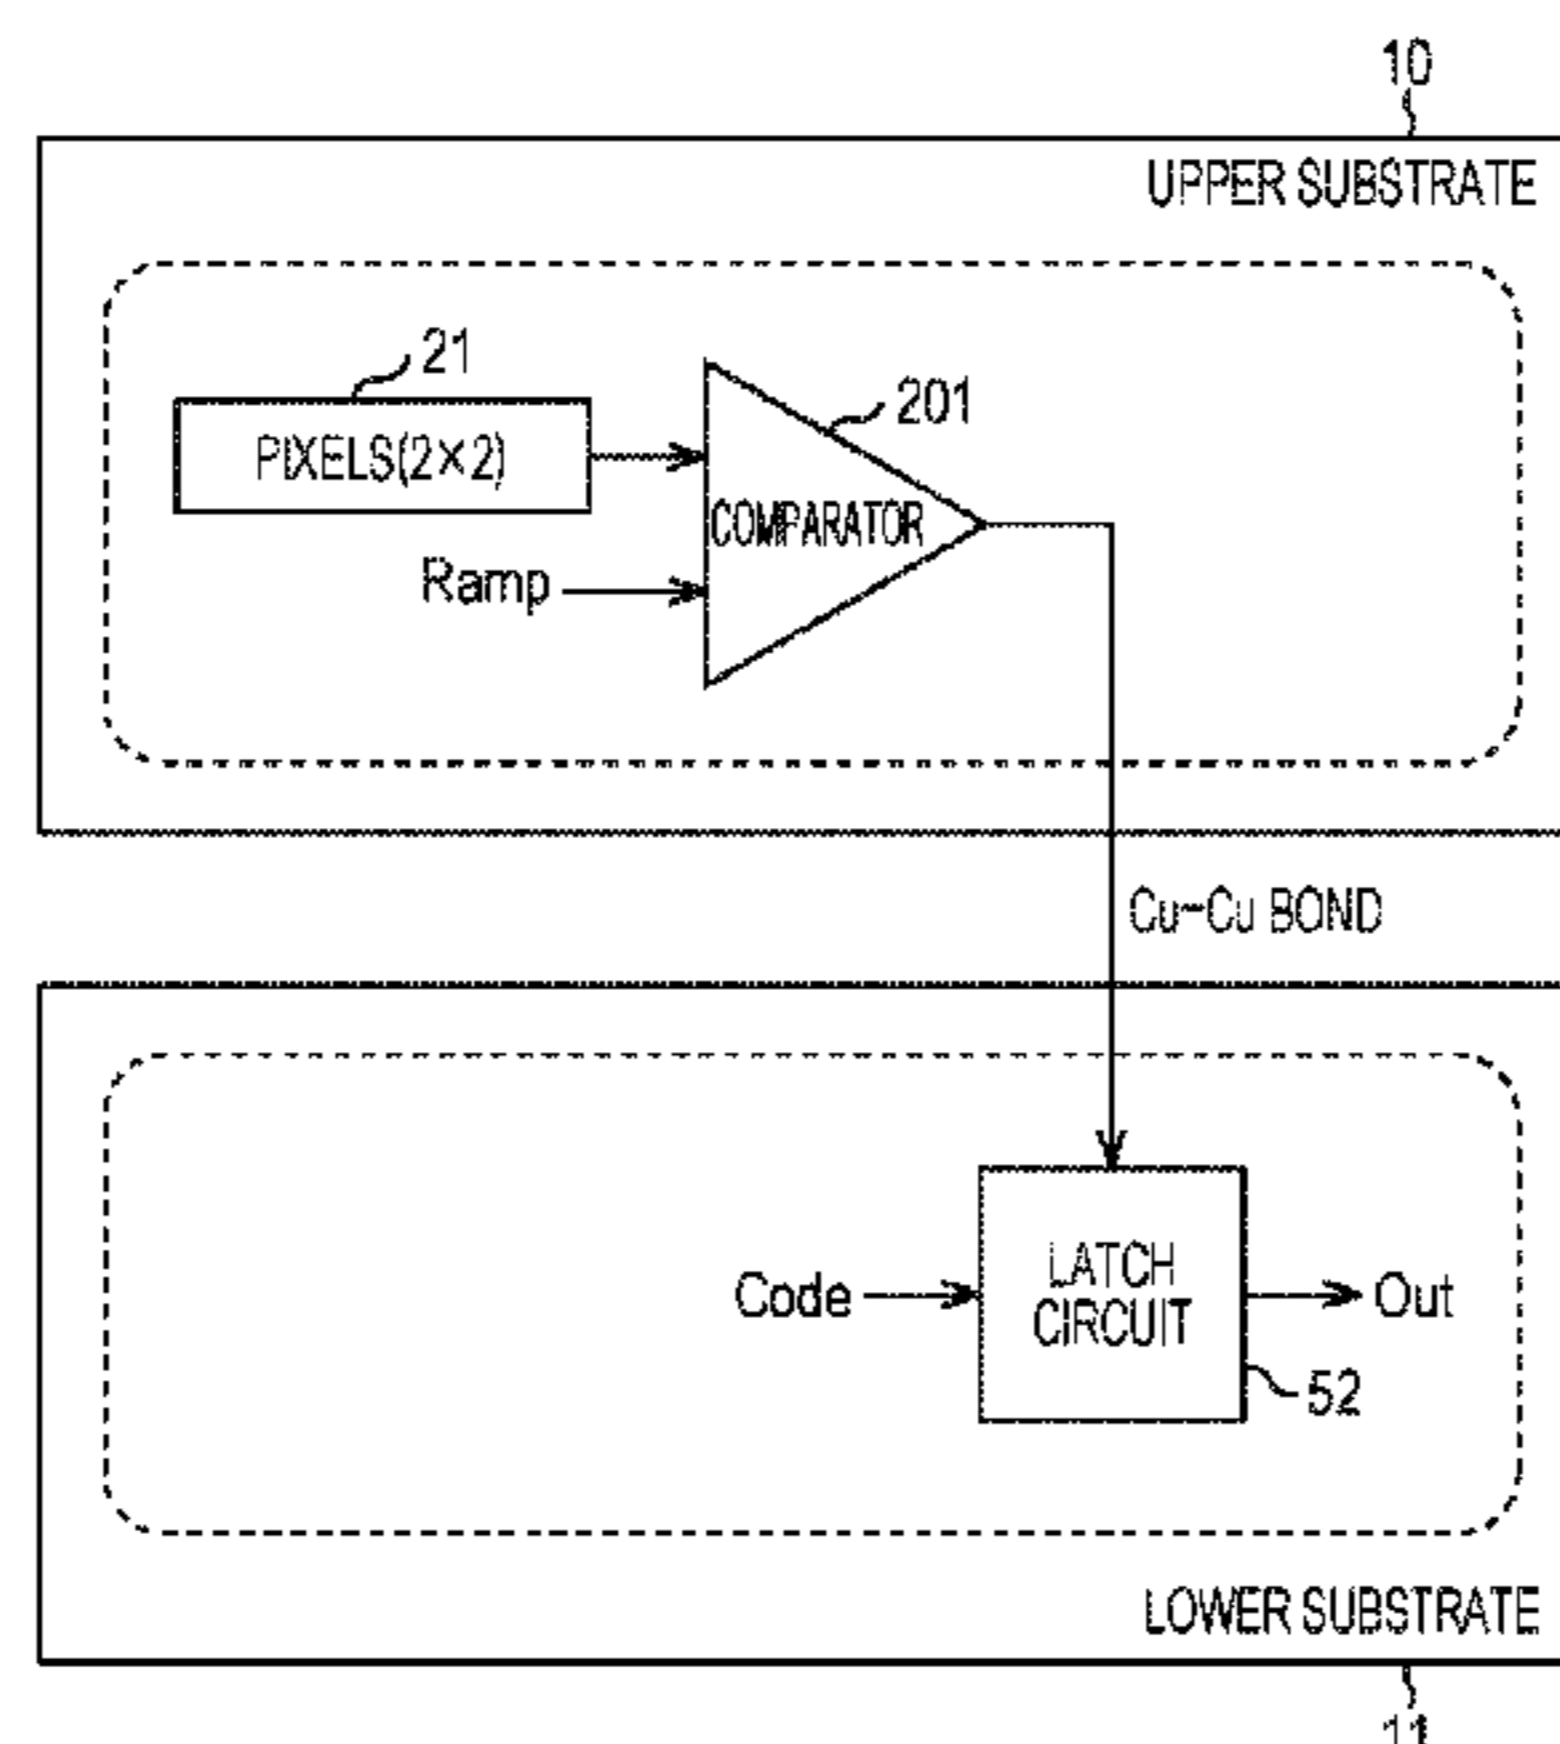 10
UPPER SUBSTRATE
21
PIXELS(2×2)
201
COMPARATOR
Ramp
Cu-Cu BOND
Code
LATCH
CIRCUIT
Out
52
LOWER SUBSTRATE
11